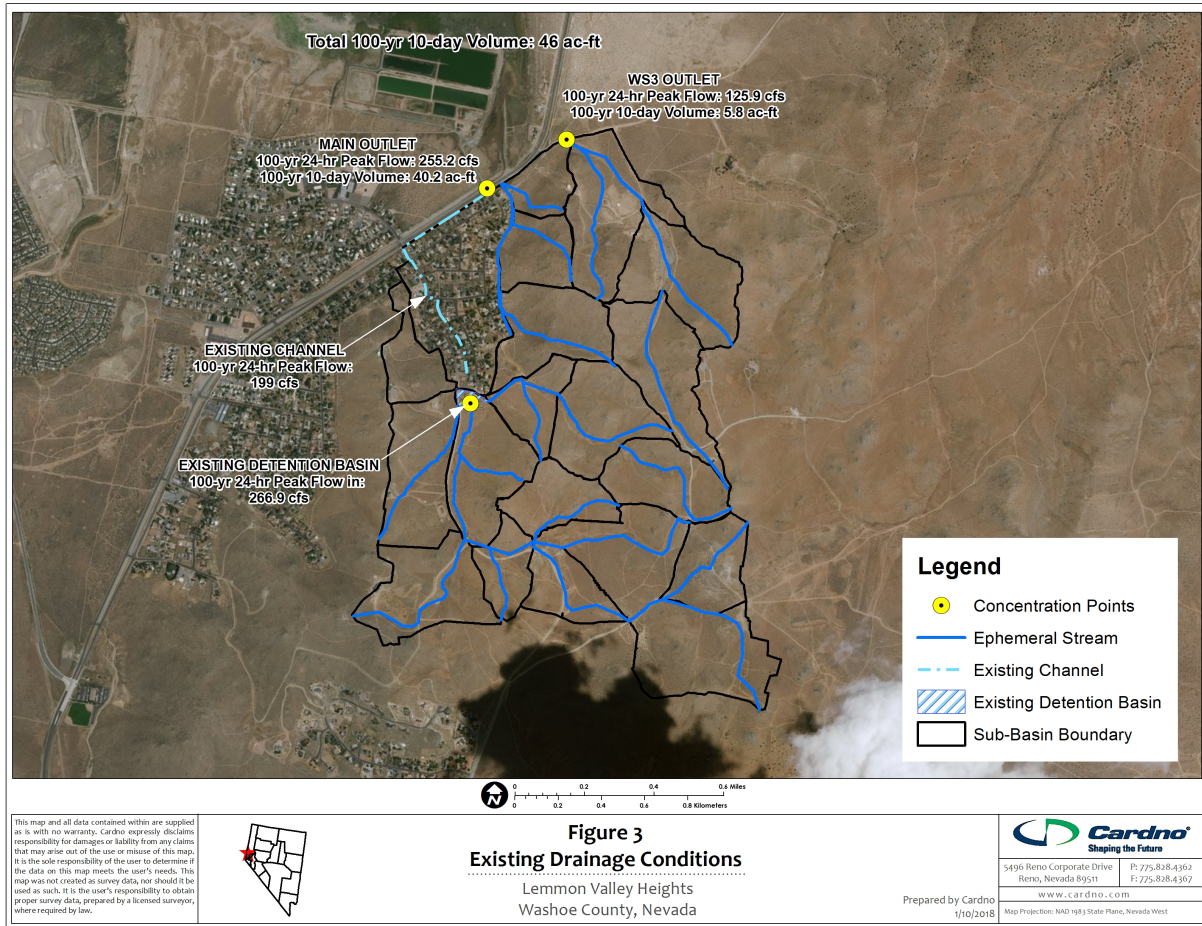 Total 100-yr 10-day Volume: 46 ac-ft
WS3 OUTLET
100-yr 24-hr Peak Flow: 125.9 cfs
100-yr 10-day Volume: 5.8 ac-ft
MAIN OUTLET
100-yr 24-hr Peak Flow: 255.2 cfs
100-yr 10-day Volume: 40.2 ac-ft
EXISTING CHANNEL
100-yr 24-hr Peak Flow:
199 cfs
EXISTING DETENTION BASIN
100-yr 24-hr Peak Flow in:
266.9 cfs
Legend
Concentration Points
Ephemeral Stream
Existing Channel
Existing Detention Basin
Sub-Basin Boundary
N
0 0.2 0.4 0.6 Miles
0 0.2 0.4 0.6 0.8 Kilometers
This map and all data contained within are supplied
as is with no warranty. Cardno expressly disclaims
responsibility for damages or liability from any claims
that may arise out of the use or misuse of this map.
It is the sole responsibility of the user to determine if
the data on this map meets the user's needs. This
map was not created as survey data, nor should it be
used as such. It is the user's responsibility to obtain
proper survey data, prepared by a licensed surveyor,
where required by law.
Figure 3
Existing Drainage Conditions
Lemmon Valley Heights
Washoe County, Nevada
Prepared by Cardno
1/10/2018
Cardno
Shaping the Future
5496 Reno Corporate Drive
Reno, Nevada 89511
P: 775.828.4362
F: 775.828.4367
www.cardno.com
Map Projection: NAD 1983 State Plane, Nevada West